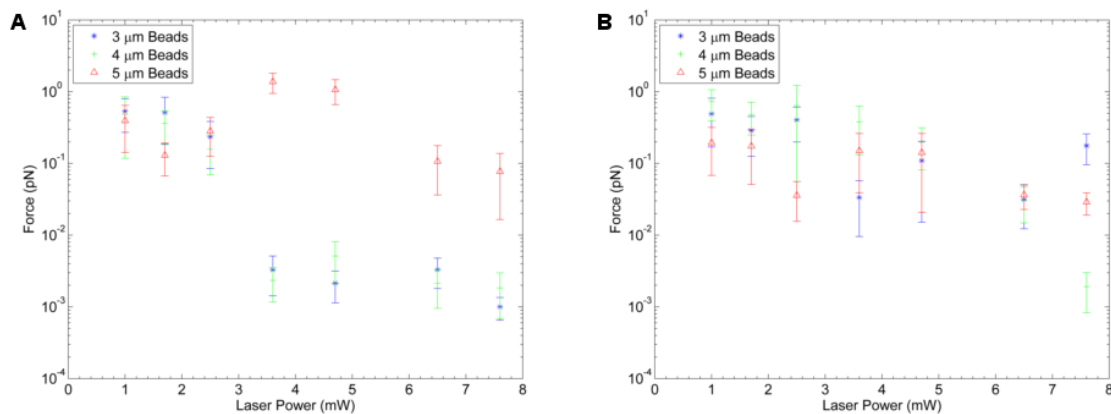 A
10^1
10^0
10^-1
10^-2
10^-3
10^-4
Force (pN)
3 μm Beads
4 μm Beads
5 μm Beads
0 1 2 3 4 5 6 7 8
Laser Power (mW)
B
10^1
10^0
10^-1
10^-2
10^-3
10^-4
Force (pN)
3 μm Beads
4 μm Beads
5 μm Beads
0 1 2 3 4 5 6 7 8
Laser Power (mW)